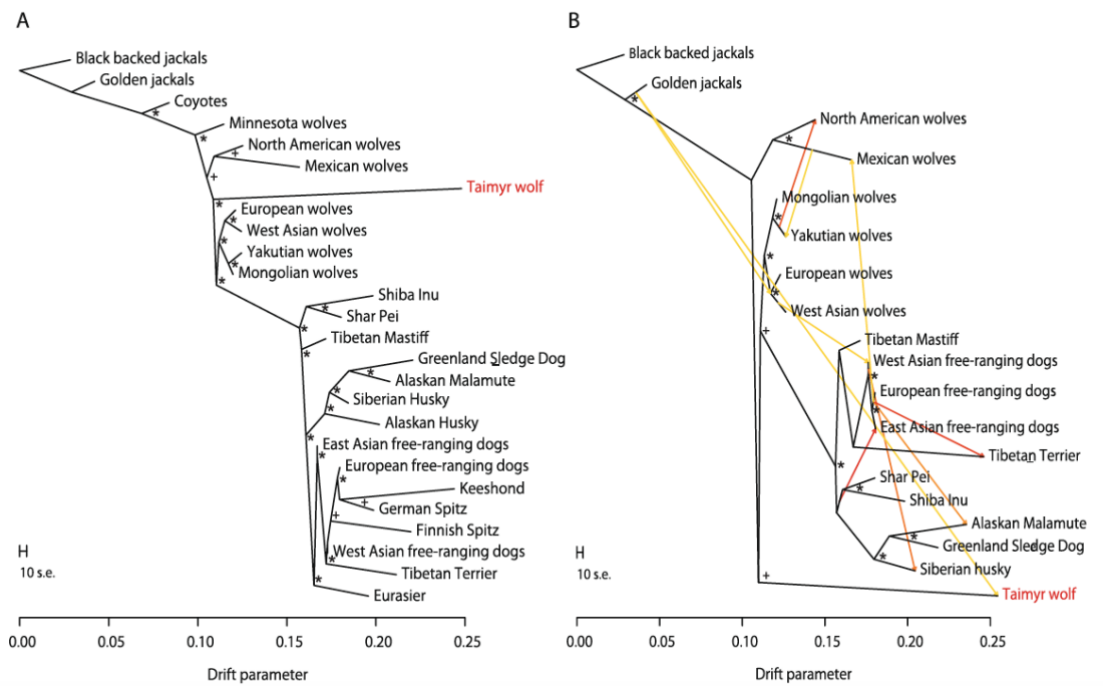 A
Black backed jackals
Golden jackals
Coyotes
*
Minnesota wolves
*
North American wolves
+
Mexican wolves
+
Taimyr wolf
*
European wolves
*
West Asian wolves
*
Yakutian wolves
*
Mongolian wolves
*
Shiba Inu
*
Shar Pei
*
Tibetan Mastiff
*
Greenland Sledge Dog
*
Alaskan Malamute
*
Siberian Husky
*
Alaskan Husky
*
East Asian free-ranging dogs
*
European free-ranging dogs
*
Keeshond
+
German Spitz
+
Finnish Spitz
West Asian free-ranging dogs
*
Tibetan Terrier
*
Eurasier
H
10 s.e.
0.00 0.05 0.10 0.15 0.20 0.25
Drift parameter
B
Black backed jackals
Golden jackals
*
North American wolves
*
Mexican wolves
Mongolian wolves
*
Yakutian wolves
*
European wolves
*
West Asian wolves
+
Tibetan Mastiff
West Asian free-ranging dogs
*
European free-ranging dogs
*
East Asian free-ranging dogs
Tibetan Terrier
*
Shar Pei
*
Shiba Inu
Alaskan Malamute
*
Greenland Sledge Dog
*
Siberian husky
+
Taimyr wolf
H
10 s.e.
0.00 0.10 0.15 0.20 0.25
Drift parameter